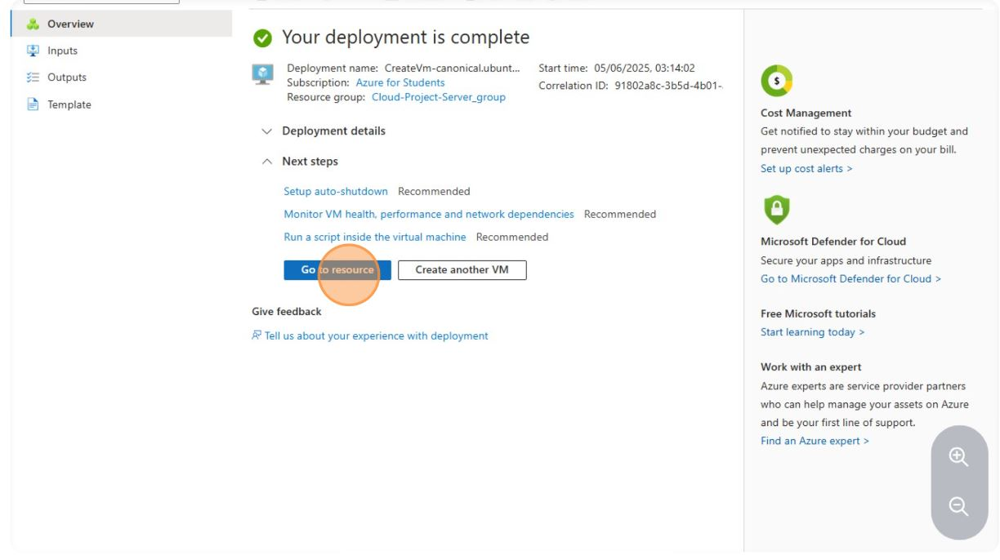 Overview
Inputs
Outputs
Template
Your deployment is complete
Deployment name: CreateVm-canonical.ubunt...
Start time: 05/06/2025, 03:14:02
Subscription: Azure for Students
Correlation ID: 91802a8c-3b5d-4b01-
Resource group: Cloud-Project-Server_group
Deployment details
Next steps
Setup auto-shutdown Recommended
Monitor VM health, performance and network dependencies Recommended
Run a script inside the virtual machine Recommended
Go to resource
Create another VM
Give feedback
Tell us about your experience with deployment
$
Cost Management
Get notified to stay within your budget and
prevent unexpected charges on your bill.
Set up cost alerts >
Microsoft Defender for Cloud
Secure your apps and infrastructure
Go to Microsoft Defender for Cloud >
Free Microsoft tutorials
Start learning today >
Work with an expert
Azure experts are service provider partners
who can help manage your assets on Azure
and be your first line of support.
Find an Azure expert >